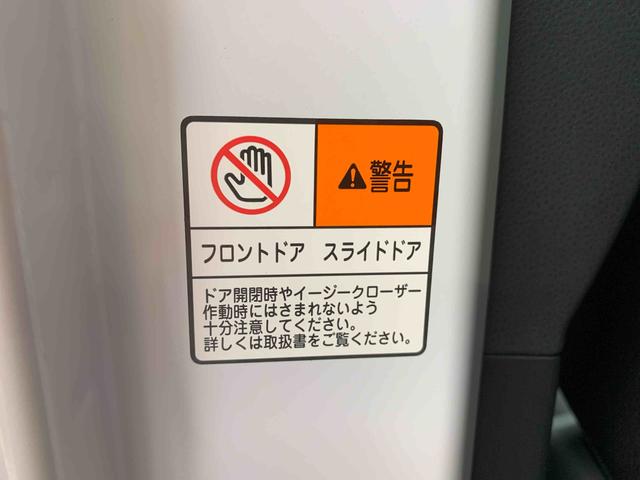 警告
フロントドア スライドドア
ドア開閉時やイージークローザー
作動時にはさまれないよう
十分注意してください。
詳しくは取扱書をご覧ください。